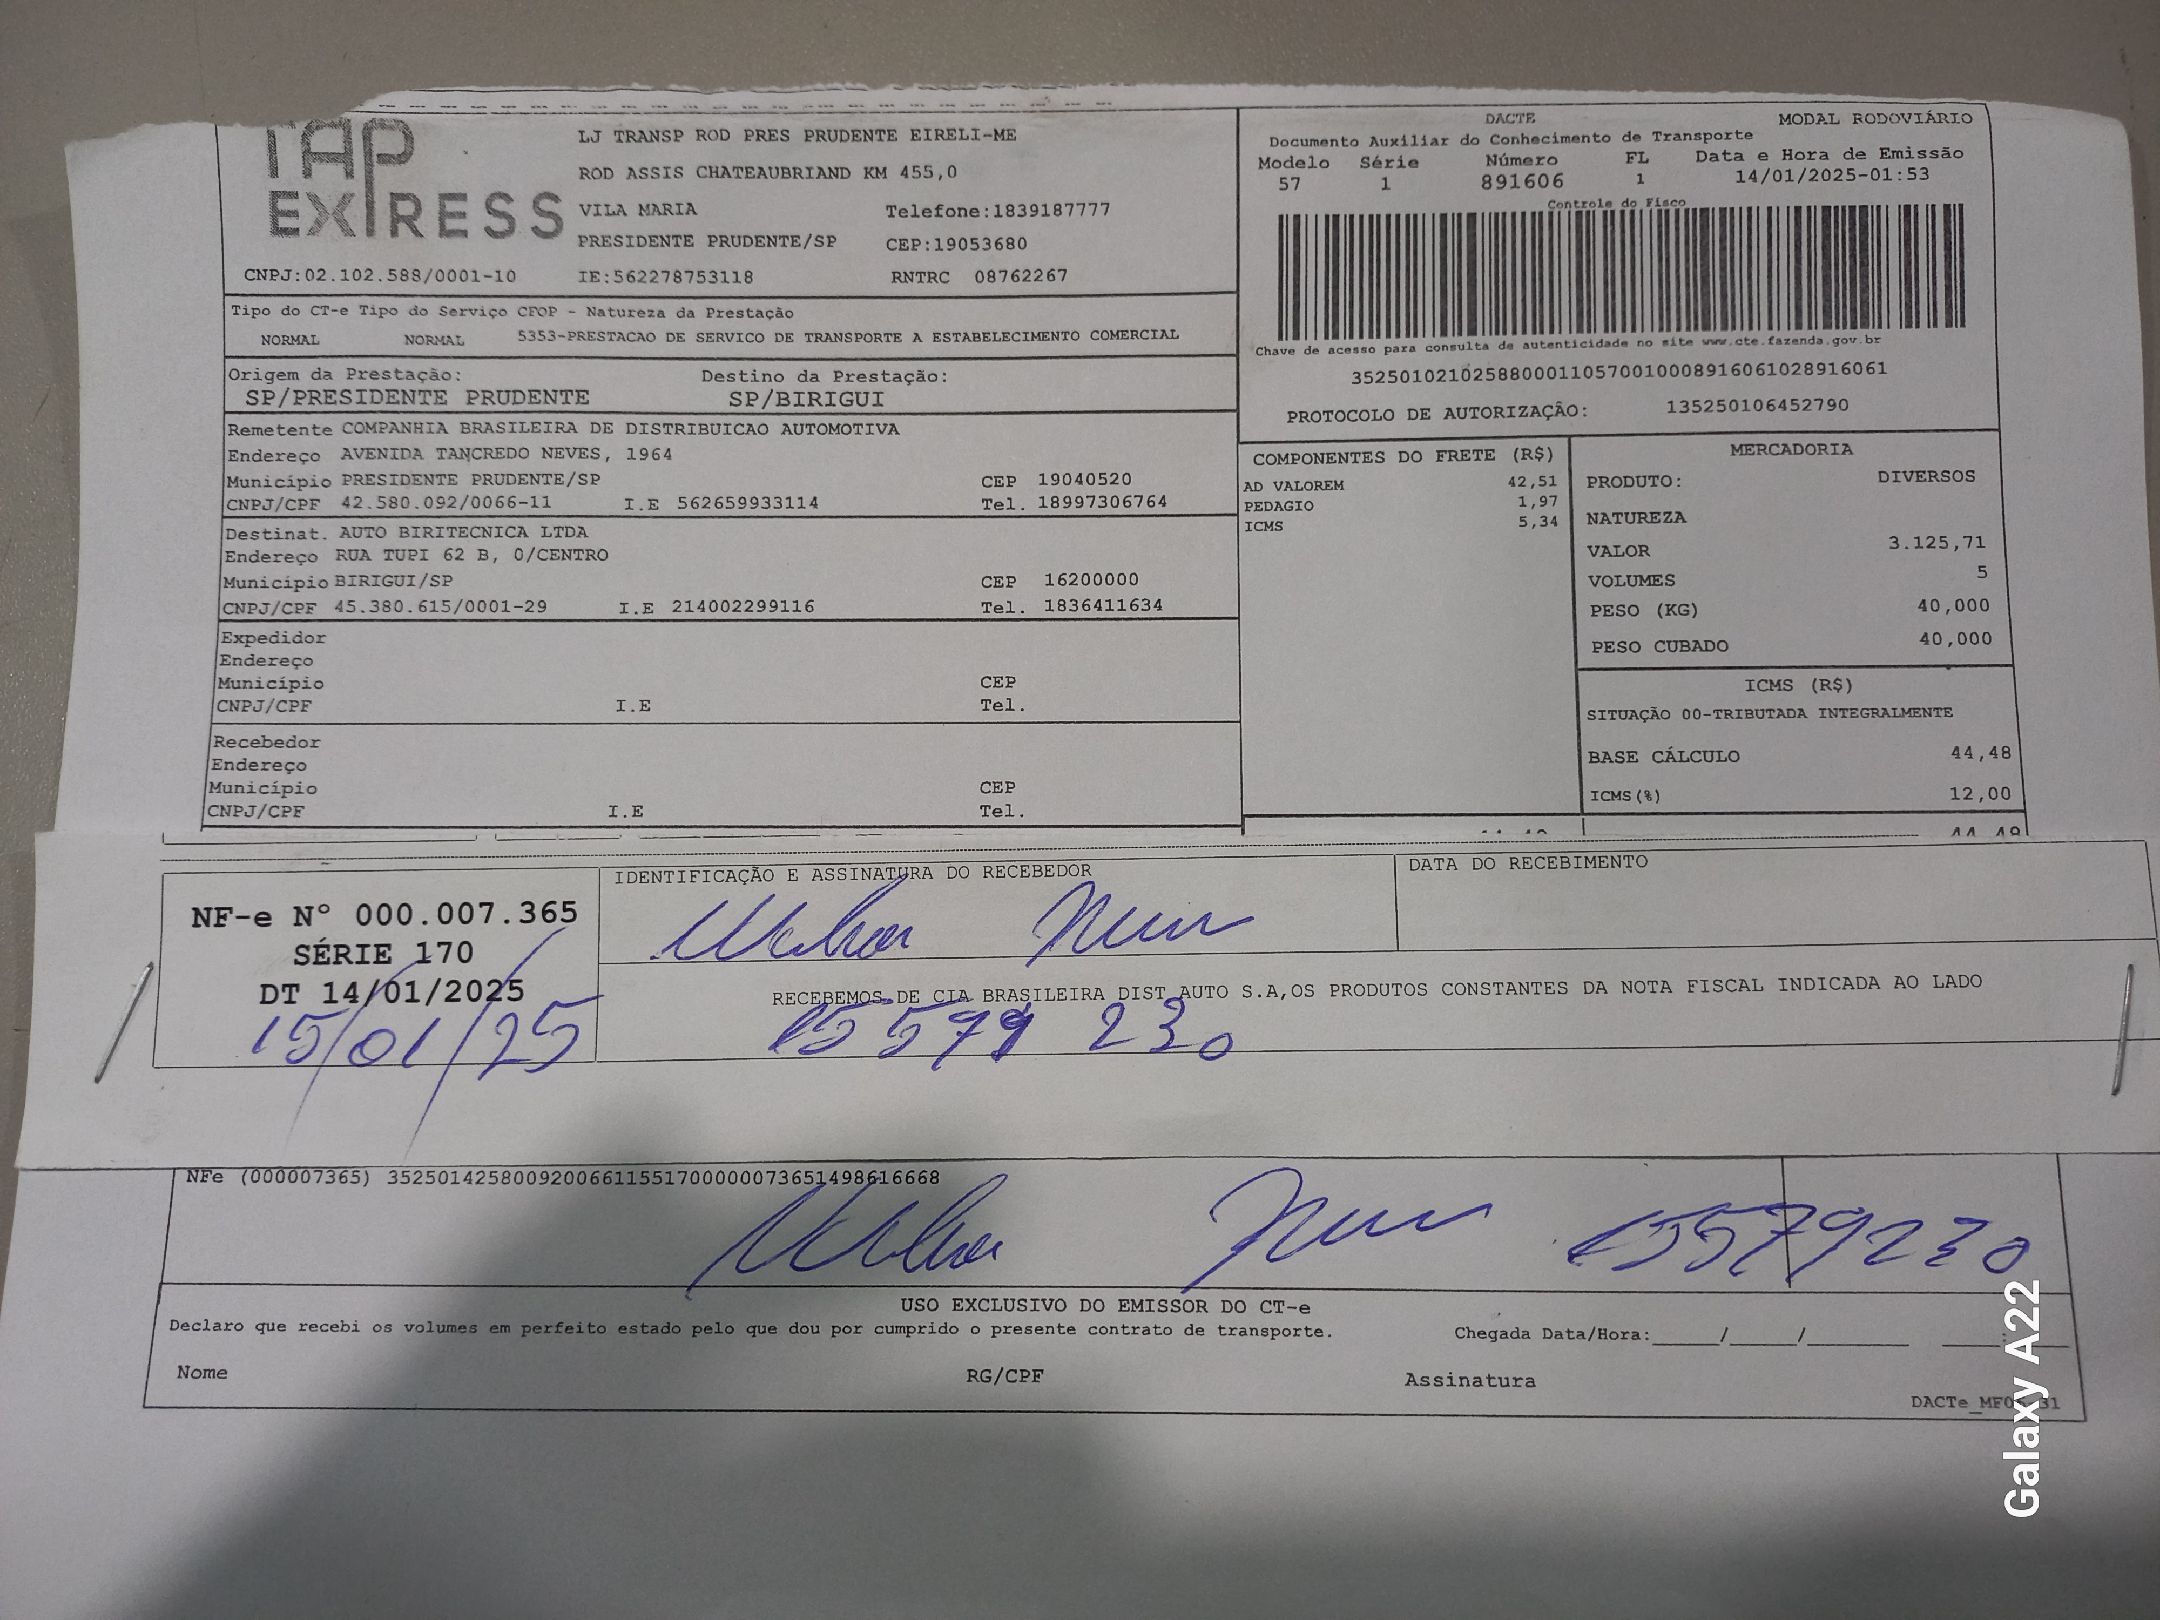 TAP
EXPRESS
LJ TRANSP ROD PRES PRUDENTE EIRELI-ME
ROD ASSIS CHATEAUBRIAND KM 455,0
VILA MARIA Telefone:1839187777
PRESIDENTE PRUDENTE/SP CEP:19053680
CNPJ:02.102.588/0001-10 IE:562278753118 RNTRC 08762267
DACTE MODAL RODOVIÁRIO
Documento Auxiliar do Conhecimento de Transporte
Modelo Série Número FL Data e Hora de Emissão
57 1 891606 1 14/01/2025-01:53
Controle do Fisco
Chave de acesso para consulta de autenticidade no site www.cte.fazenda.gov.br
35250102102588000110570010008916061028916061
PROTOCOLO DE AUTORIZAÇÃO: 135250106452790
Tipo do CT-e Tipo do Serviço CFOP - Natureza da Prestação
NORMAL NORMAL 5353-PRESTACAO DE SERVICO DE TRANSPORTE A ESTABELECIMENTO COMERCIAL
Origem da Prestação: Destino da Prestação:
SP/PRESIDENTE PRUDENTE SP/BIRIGUI
Remetente COMPANHIA BRASILEIRA DE DISTRIBUICAO AUTOMOTIVA
Endereço AVENIDA TANCREDO NEVES, 1964
Município PRESIDENTE PRUDENTE/SP CEP 19040520
CNPJ/CPF 42.580.092/0066-11 I.E 562659933114 Tel. 18997306764
Destinat. AUTO BIRITECNICA LTDA
Endereço RUA TUPI 62 B, 0/CENTRO
Município BIRIGUI/SP CEP 16200000
CNPJ/CPF 45.380.615/0001-29 I.E 214002299116 Tel. 1836411634
Expedidor
Endereço
Município CEP
CNPJ/CPF I.E Tel.
Recebedor
Endereço
Município CEP
CNPJ/CPF I.E Tel.
COMPONENTES DO FRETE (R$)
AD VALOREM 42,51
PEDAGIO 1,97
ICMS 5,34
MERCADORIA
PRODUTO: DIVERSOS
NATUREZA
VALOR 3.125,71
VOLUMES 5
PESO (KG) 40,000
PESO CUBADO 40,000
ICMS (R$)
SITUAÇÃO 00-TRIBUTADA INTEGRALMENTE
BASE CÁLCULO 44,48
ICMS(%) 12,00
NF-e N° 000.007.365
SÉRIE 170
DT 14/01/2025
15/01/25
IDENTIFICAÇÃO E ASSINATURA DO RECEBEDOR
DATA DO RECEBIMENTO
RECEBEMOS DE CIA BRASILEIRA DIST AUTO S.A,OS PRODUTOS CONSTANTES DA NOTA FISCAL INDICADA AO LADO
15579 230
NFe (000007365) 35250142580092006611551700000073651498616668
15579230
USO EXCLUSIVO DO EMISSOR DO CT-e
Declaro que recebi os volumes em perfeito estado pelo que dou por cumprido o presente contrato de transporte.
Chegada Data/Hora:____/____/______ ____:____
Nome RG/CPF Assinatura
Galaxy A22